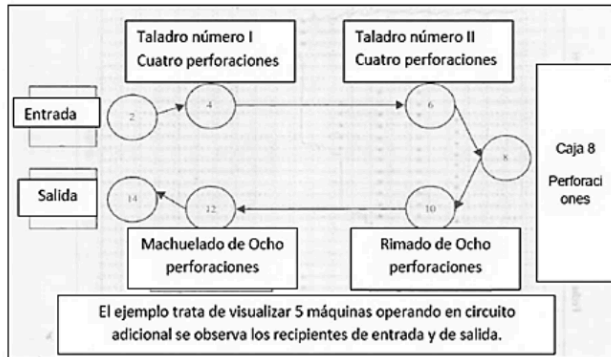 Taladro número I
Cuatro perforaciones
Taladro número II
Cuatro perforaciones
Entrada
2
4
6
8
Caja 8
Perforaci
ones
Salida
14
12
10
Machuelado de Ocho
perforaciones
Rimado de Ocho
perforaciones
El ejemplo trata de visualizar 5 máquinas operando en circuito
adicional se observa los recipientes de entrada y de salida.